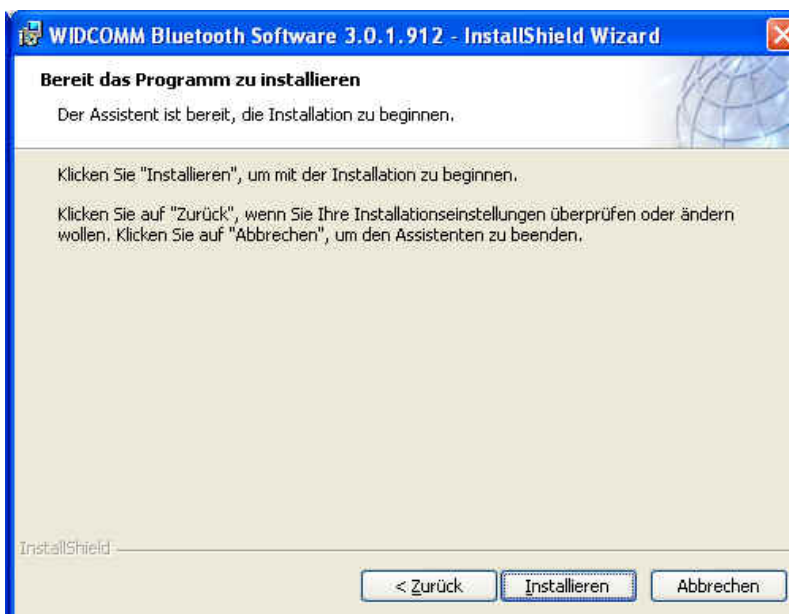 WIDCOMM Bluetooth Software 3.0.1.912 - InstallShield Wizard
Bereit das Programm zu installieren
Der Assistent ist bereit, die Installation zu beginnen.
Klicken Sie "Installieren", um mit der Installation zu beginnen.
Klicken Sie auf "Zurück", wenn Sie Ihre Installationseinstellungen überprüfen oder ändern
wollen. Klicken Sie auf "Abbrechen", um den Assistenten zu beenden.
InstallShield
< Zurück Installieren Abbrechen